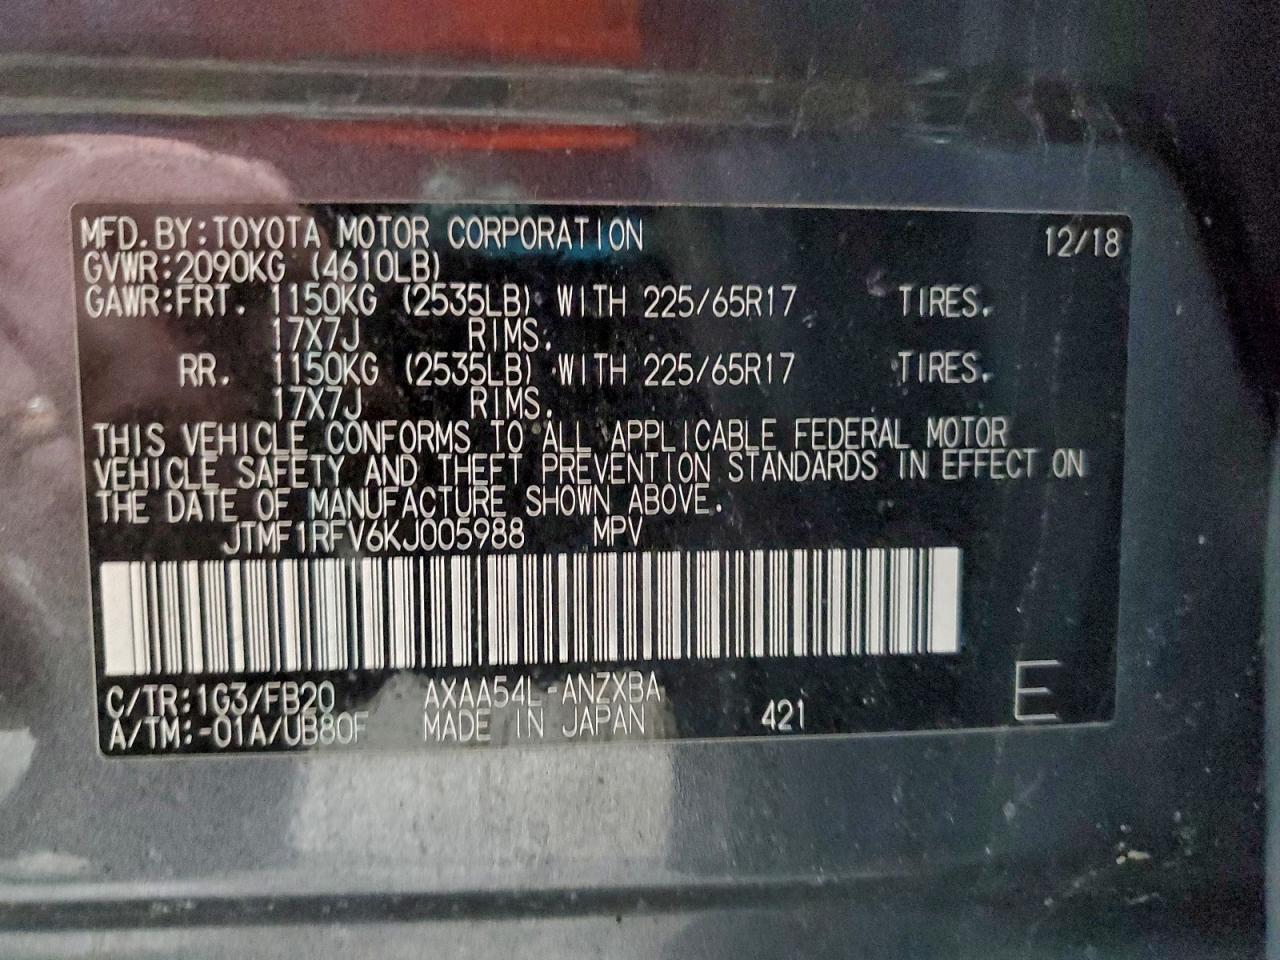 MFD.BY:TOYOTA MOTOR CORPORATION 12/18
GVWR:2090KG (4610LB)
GAWR:FRT. 1150KG (2535LB) WITH 225/65R17 TIRES.
17X7J RIMS.
RR. 1150KG (2535LB) WITH 225/65R17 TIRES.
17X7J RIMS.
THIS VEHICLE CONFORMS TO ALL APPLICABLE FEDERAL MOTOR
VEHICLE SAFETY AND THEFT PREVENTION STANDARDS IN EFFECT ON
THE DATE OF MANUFACTURE SHOWN ABOVE.
JTMF1RFV6KJ005988 MPV
C/TR:1G3/FB20 AXAA54L-ANZXBA
A/TM:-01A/UB80F MADE IN JAPAN 421 E